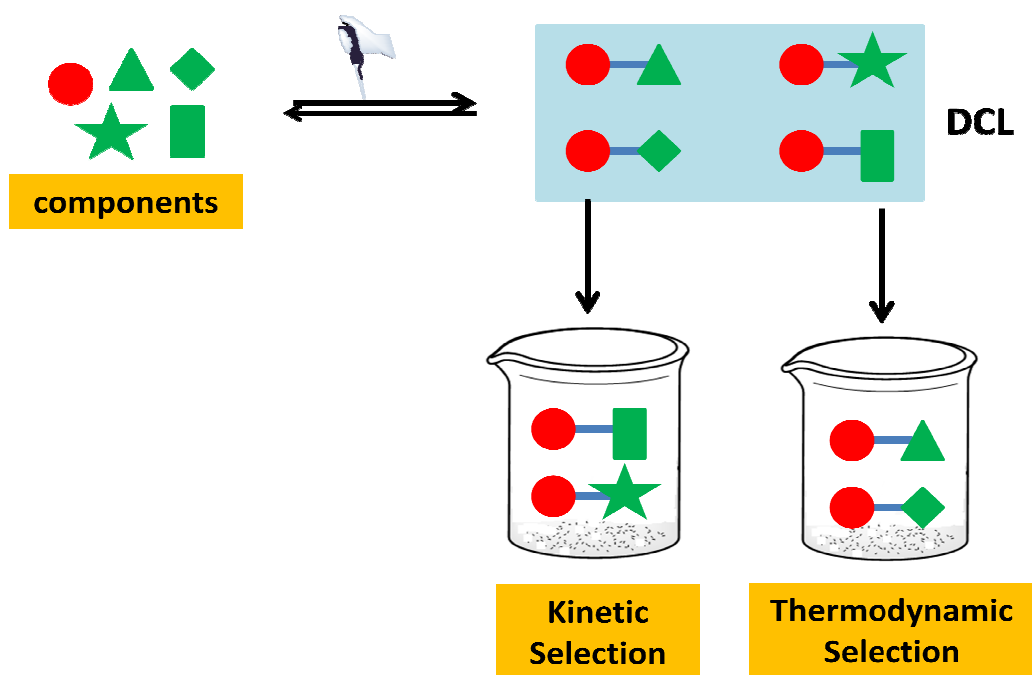 DCL
components
Kinetic
Selection
Thermodynamic
Selection